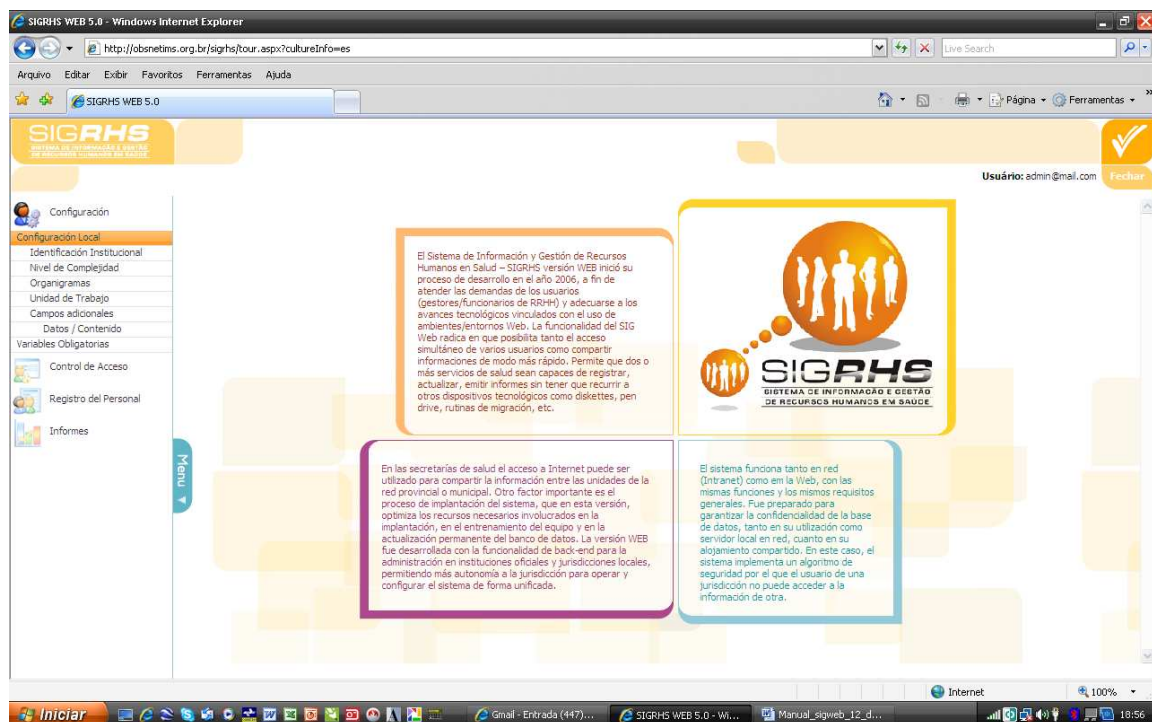 SIGRHS WEB 5.0 - Windows Internet Explorer
http://obsnetims.org.br/sigrhs/tour.aspx?cultureInfo=es
Live Search
Arquivo Editar Exibir Favoritos Ferramentas Ajuda
SIGRHS WEB 5.0
Página
Ferramentas
SIGRHS
SISTEMA DE INFORMAÇÃO E GESTÃO
DE RECURSOS HUMANOS EM SAÚDE
Usuário: admin@mail.com
Fechar
Configuración
Configuración Local
Identificación Institucional
Nivel de Complejidad
Organigramas
Unidad de Trabajo
Campos adicionales
Datos / Contenido
Variables Obligatorias
Control de Acceso
Registro del Personal
Informes
Menu
El Sistema de Información y Gestión de Recursos
Humanos en Salud – SIGRHS versión WEB inició su
proceso de desarrollo en el año 2006, a fin de
atender las demandas de los usuarios
(gestores/funcionarios de RRHH) y adecuarse a los
avances tecnológicos vinculados con el uso de
ambientes/entornos Web. La funcionalidad del SIG
Web radica en que posibilita tanto el acceso
simultáneo de varios usuarios como compartir
informaciones de modo más rápido. Permite que dos o
más servicios de salud sean capaces de registrar,
actualizar, emitir informes sin tener que recurrir a
otros dispositivos tecnológicos como diskettes, pen
drive, rutinas de migración, etc.
SIGRHS
SISTEMA DE INFORMAÇÃO E GESTÃO
DE RECURSOS HUMANOS EM SAÚDE
En las secretarías de salud el acceso a Internet puede ser
utilizado para compartir la información entre las unidades de la
red provincial o municipal. Otro factor importante es el
proceso de implantación del sistema, que en esta versión,
optimiza los recursos necesarios involucrados en la
implantación, en el entrenamiento del equipo y en la
actualización permanente del banco de datos. La versión WEB
fue desarrollada con la funcionalidad de back-end para la
administración en instituciones oficiales y jurisdicciones locales,
permitiendo más autonomía a la jurisdicción para operar y
configurar el sistema de forma unificada.
El sistema funciona tanto en red
(Intranet) como em la Web, con las
mismas funciones y los mismos requisitos
generales. Fue preparado para
garantizar la confidencialidad de la base
de datos, tanto en su utilización como
servidor local en red, cuanto en su
alojamiento compartido. En este caso, el
sistema implementa un algoritmo de
seguridad por el que el usuario de una
jurisdicción no puede acceder a la
información de otra.
Internet
100%
Iniciar
Gmail - Entrada (447)...
SIGRHS WEB 5.0 - Wi...
Manual_sigweb_12_d...
18:56